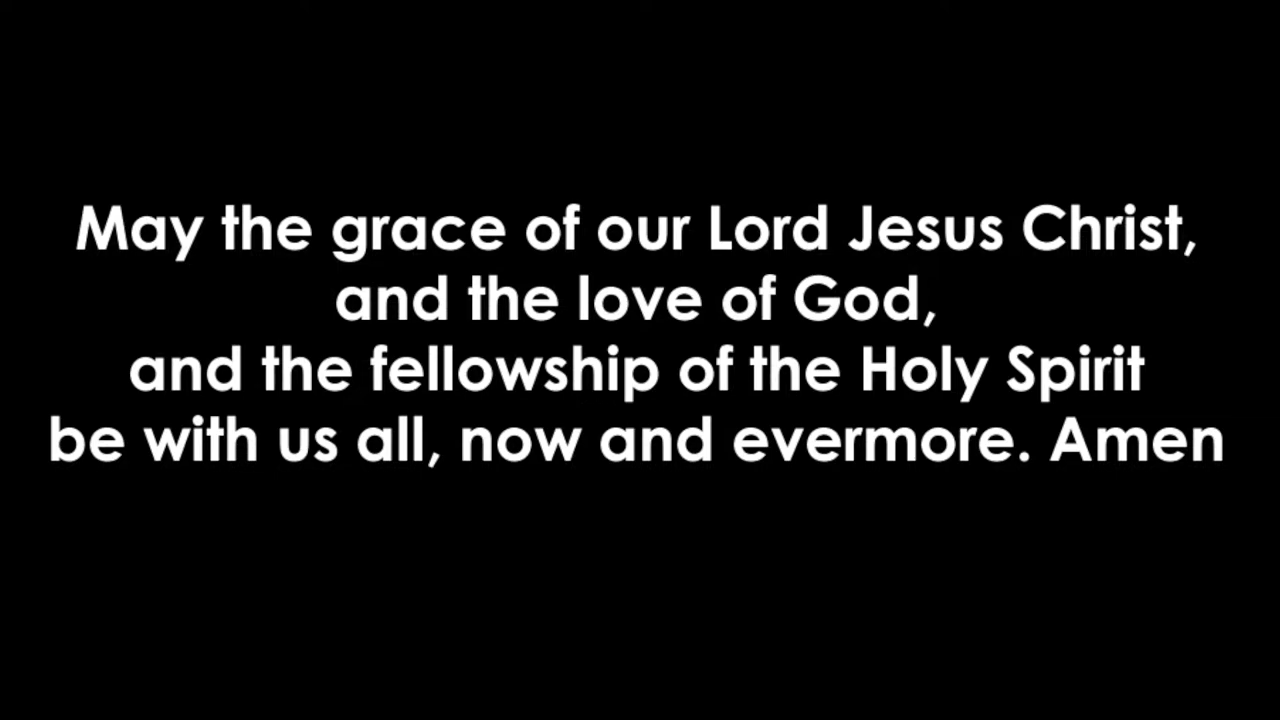 May the grace of our Lord Jesus Christ,
and the love of God,
and the fellowship of the Holy Spirit
be with us all, now and evermore. Amen